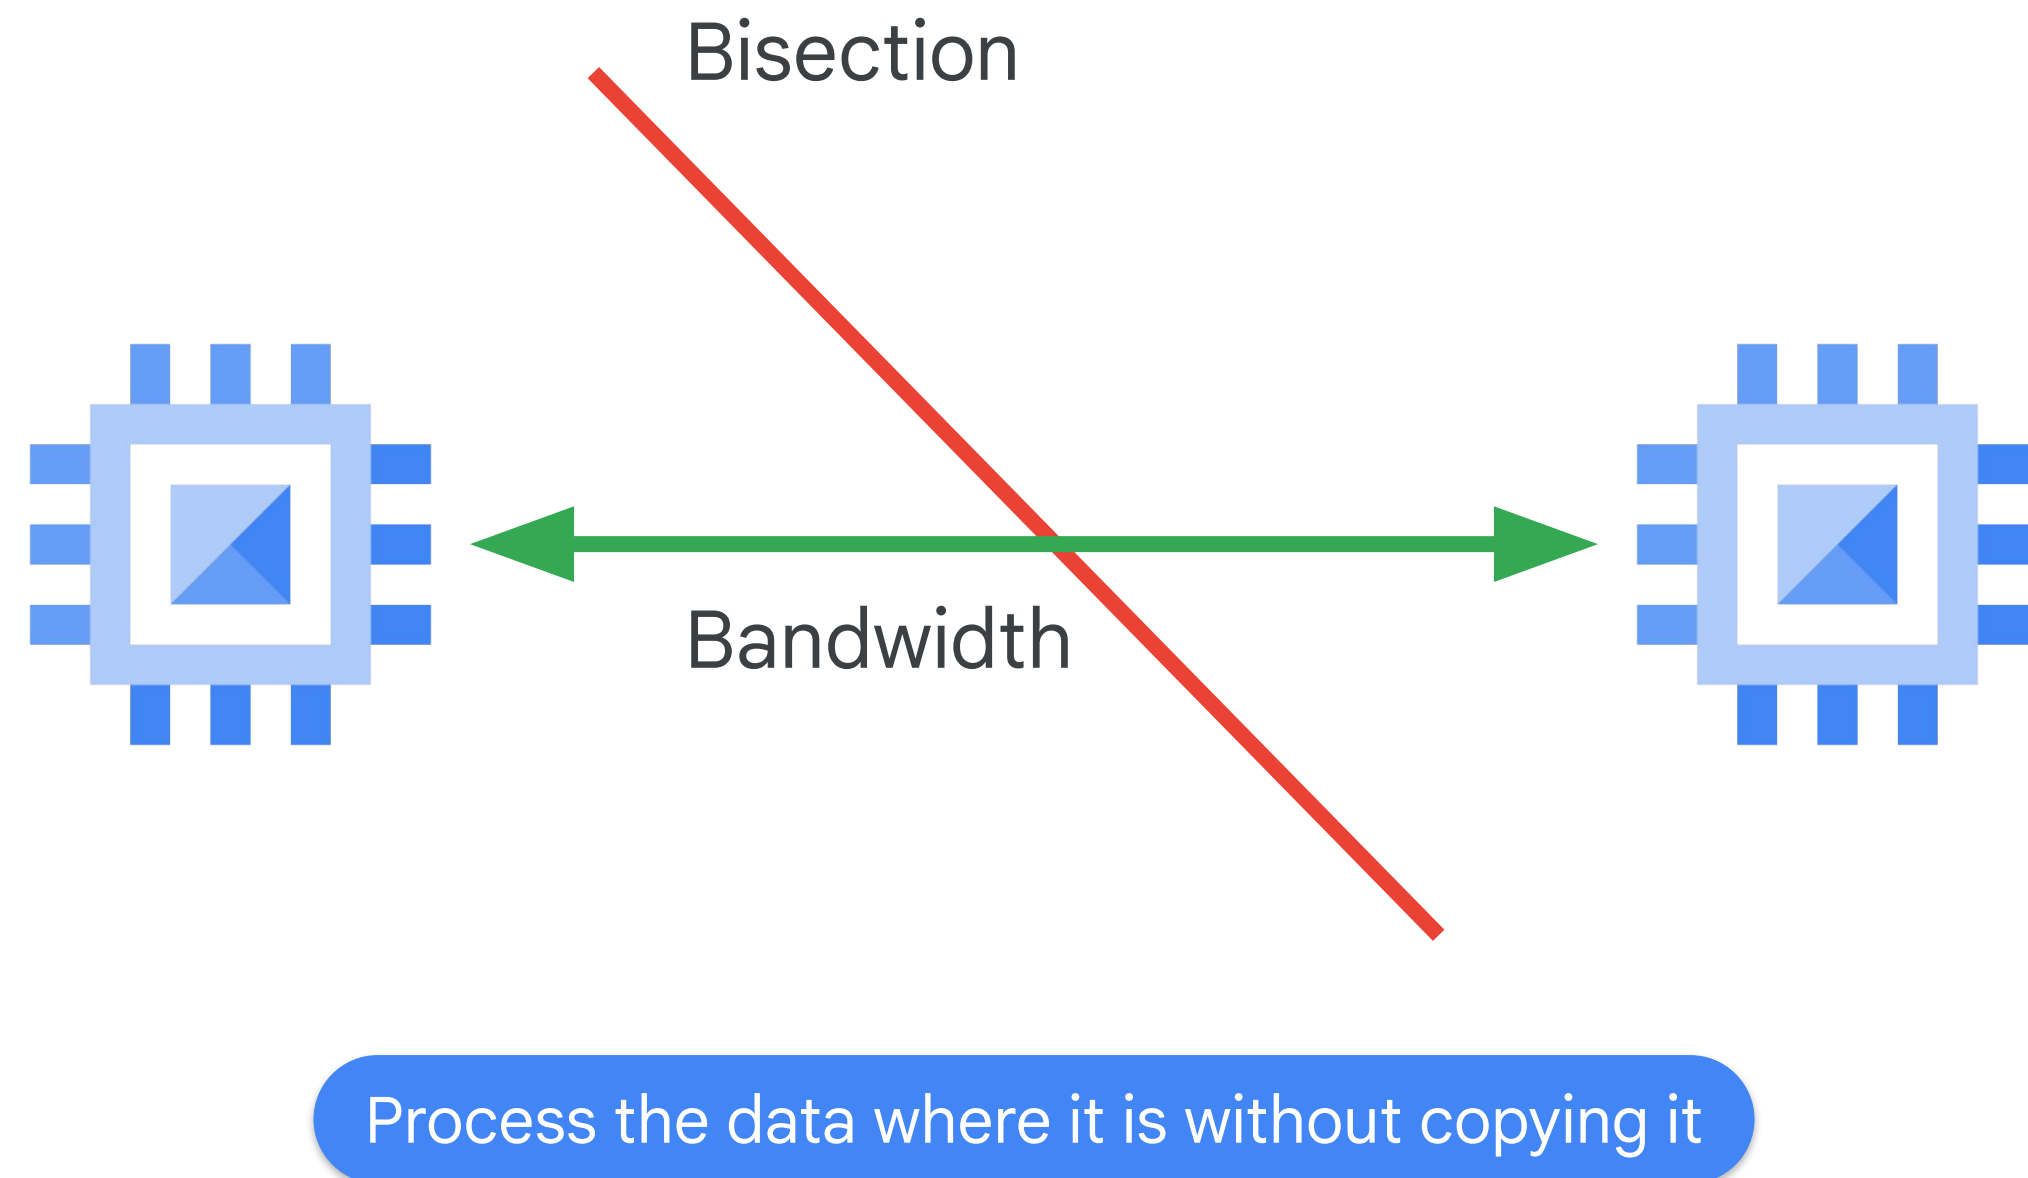 Bisection
Bandwidth
Process the data where it is without copying it